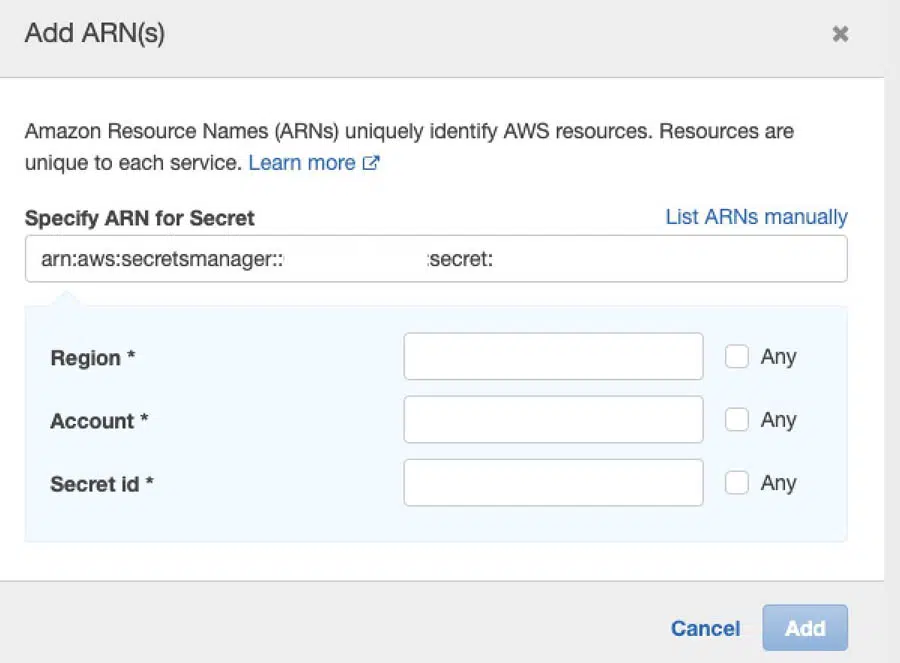 Add ARN(s)
Amazon Resource Names (ARNs) uniquely identify AWS resources. Resources are
unique to each service. Learn more
Specify ARN for Secret List ARNs manually
arn:aws:secretsmanager:: :secret:
Region * Any
Account * Any
Secret id * Any
Cancel Add